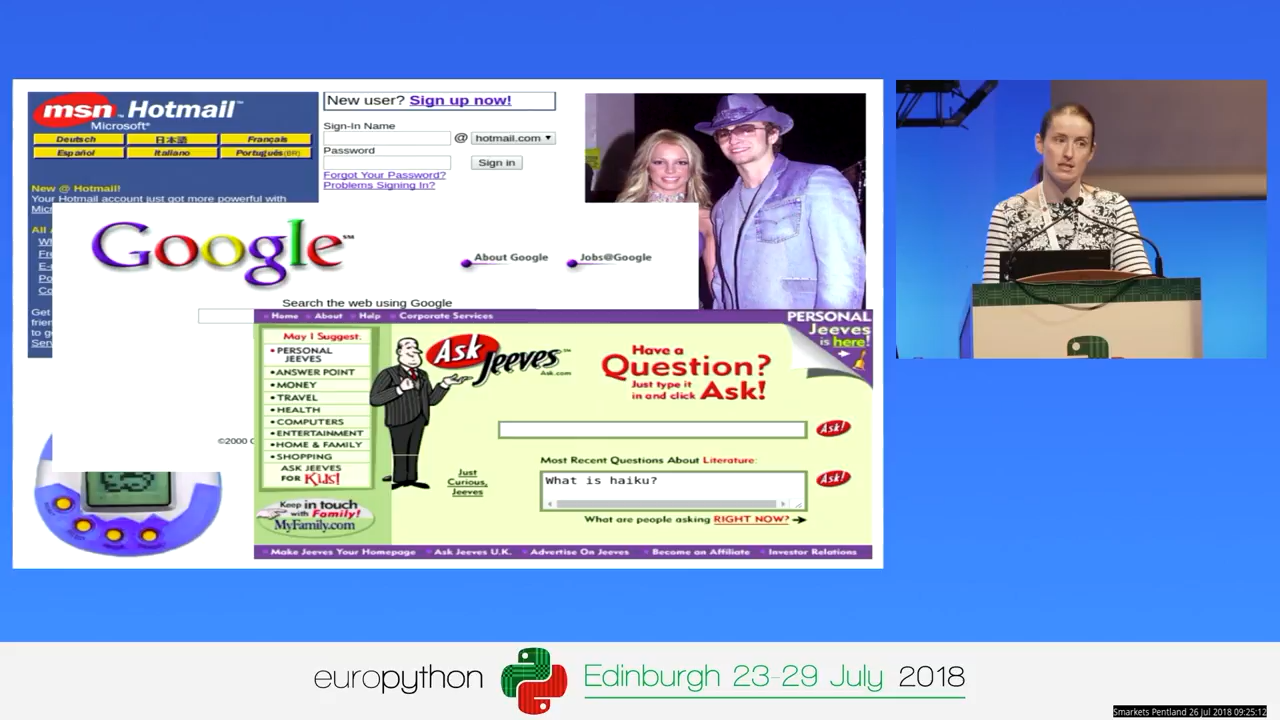 msn Hotmail™
Microsoft®
Deutsch 日本語 Français
Español Italiano Português(BR)
New @ Hotmail!
Your Hotmail account just got more powerful with
New user? Sign up now!
Sign-In Name
@ hotmail.com
Password
Sign in
Forgot Your Password?
Problems Signing In?
Google℠
About Google Jobs@Google
Search the web using Google
©2000
Home About Help Corporate Services
PERSONAL
Jeeves
is here!
May I Suggest:
• PERSONAL
JEEVES
• ANSWER POINT
• MONEY
• TRAVEL
• HEALTH
• COMPUTERS
• ENTERTAINMENT
• HOME & FAMILY
• SHOPPING
ASK JEEVES
FOR KIDS!
Keep in touch
with Family!
MyFamily.com
Ask Jeeves
Ask.com
Have a
Question?
Just type it
in and click Ask!
Ask!
Just
Curious,
Jeeves
Most Recent Questions About Literature:
What is haiku?
Ask!
What are people asking RIGHT NOW?
Make Jeeves Your Homepage Ask Jeeves U.K. Advertise On Jeeves Become an Affiliate Investor Relations
europython Edinburgh 23-29 July 2018
Smarkets Pentland 26 jul 2018 09:25:12